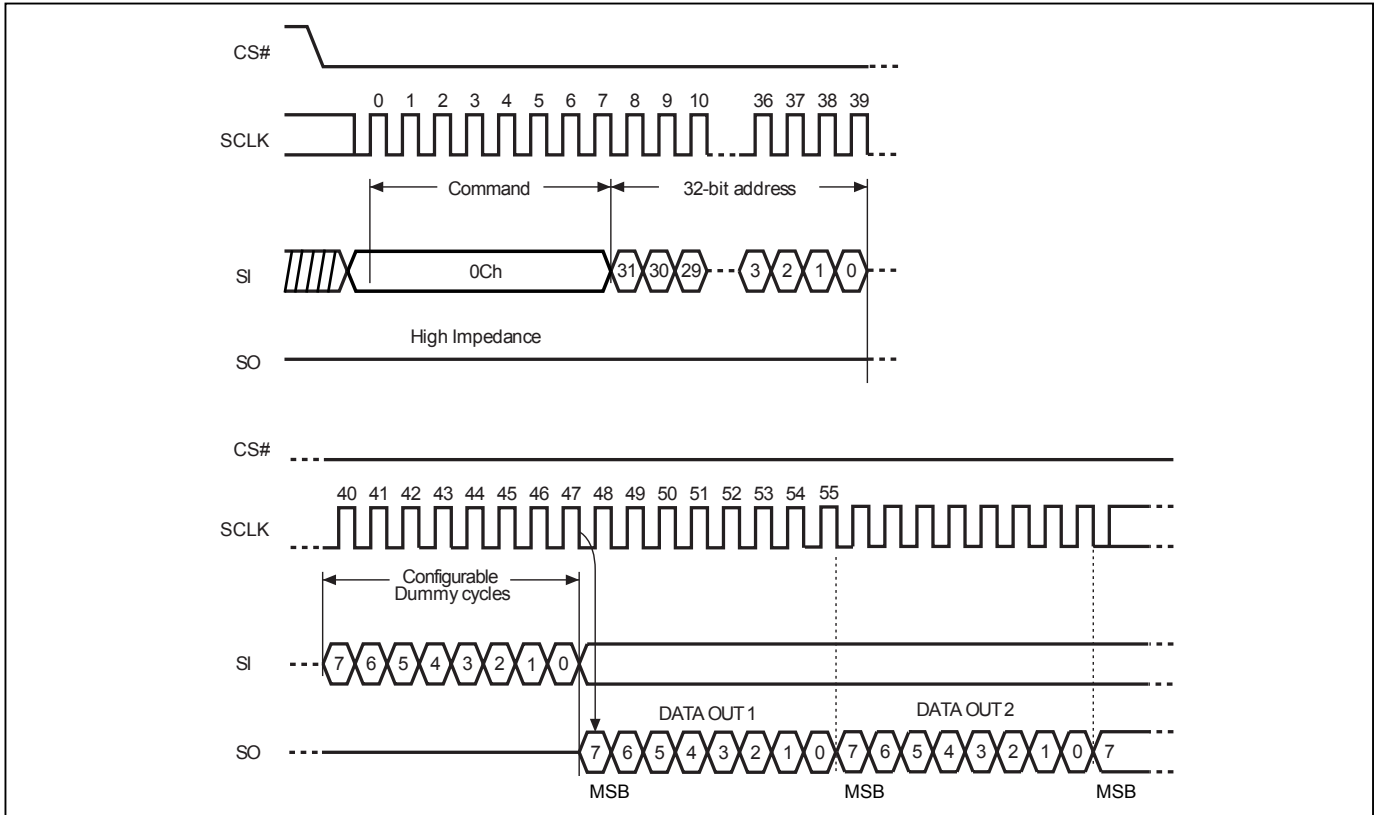 CS#
0 1 2 3 4 5 6 7 8 9 10 36 37 38 39
SCLK
Command 32-bit address
SI 0Ch 31 30 29 3 2 1 0
High Impedance
SO
CS#
40 41 42 43 44 45 46 47 48 49 50 51 52 53 54 55
SCLK
Configurable
Dummy cycles
SI 7 6 5 4 3 2 1 0
DATA OUT 1 DATA OUT 2
SO 7 6 5 4 3 2 1 0 7 6 5 4 3 2 1 0 7
MSB MSB MSB